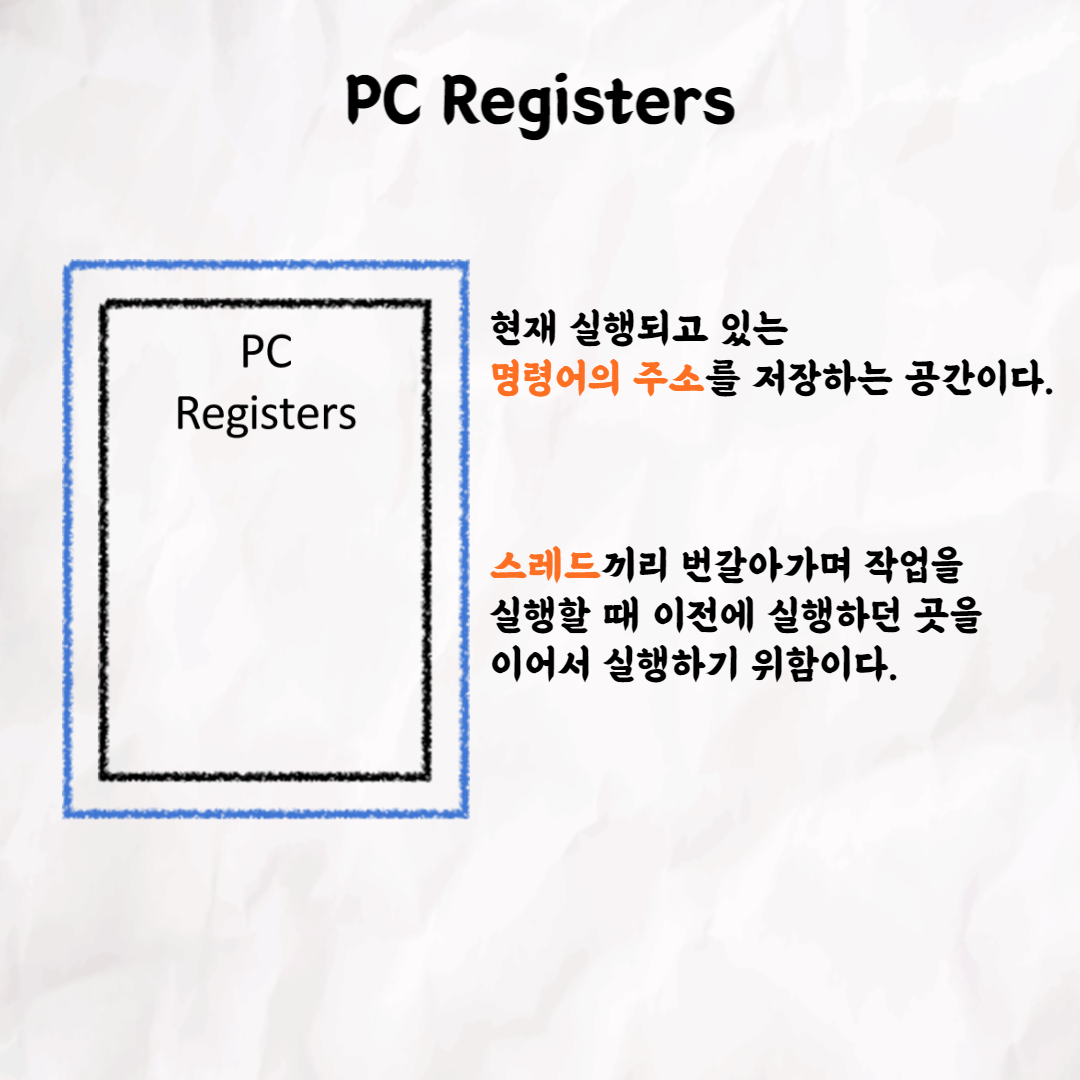 PC Registers
PC
Registers
현재 실행되고 있는
명령어의 주소를 저장하는 공간이다.
스레드끼리 번갈아가며 작업을
실행할 때 이전에 실행하던 곳을
이어서 실행하기 위함이다.